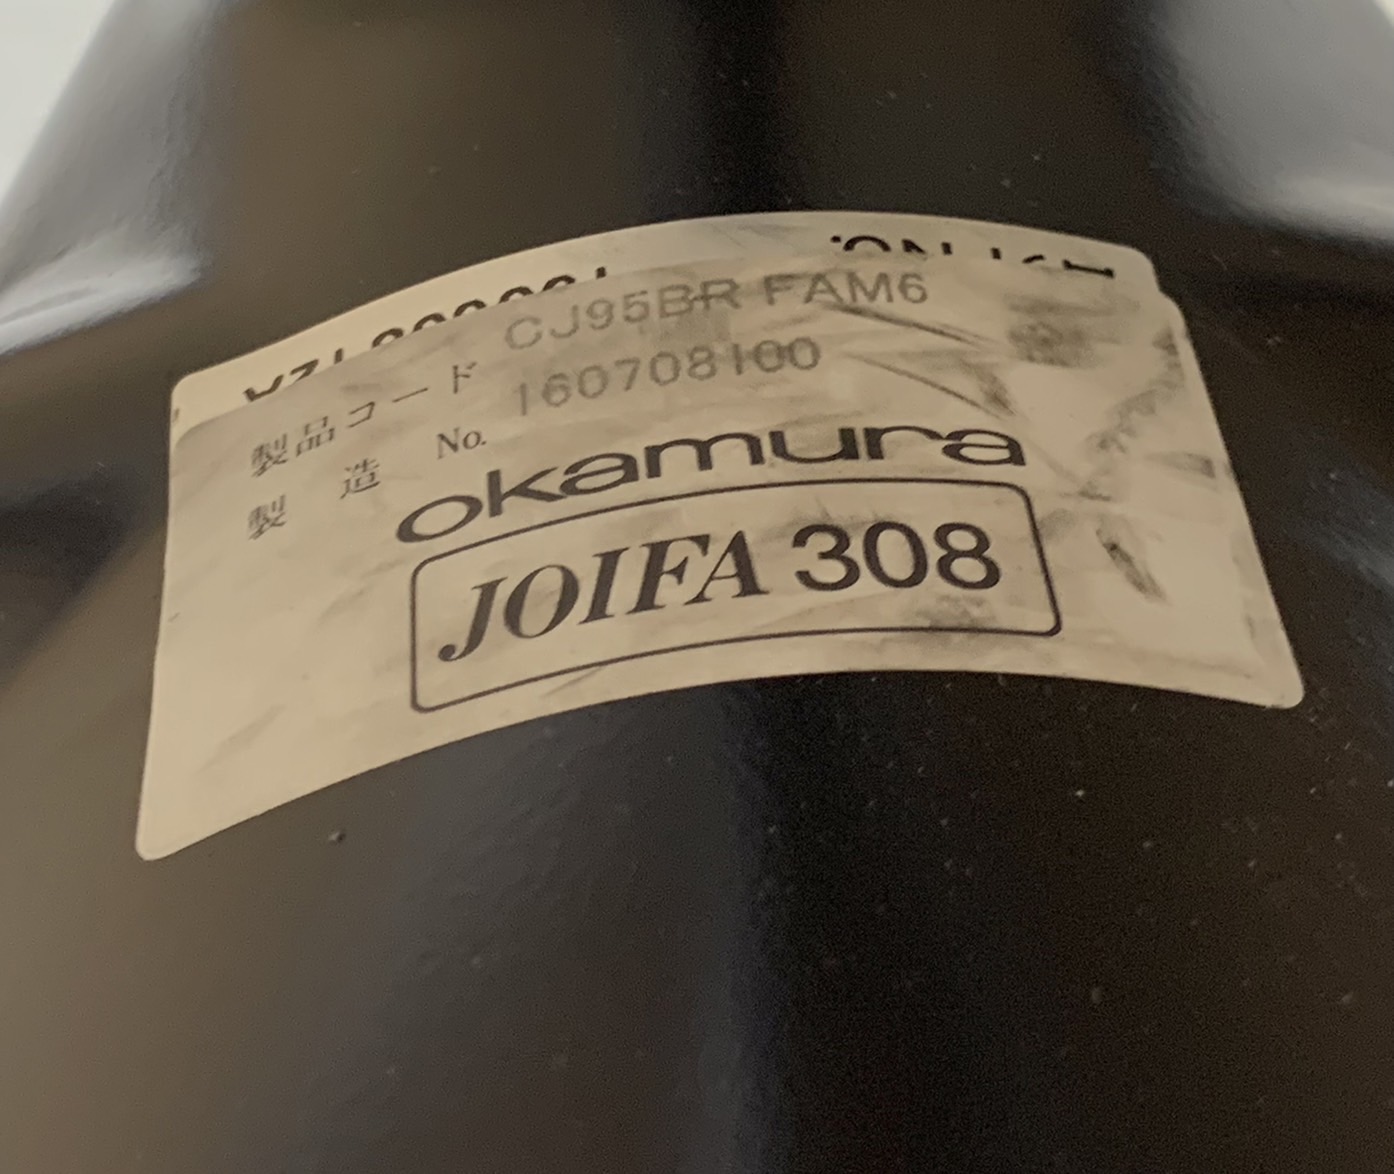 製品コード CJ95BR FAM6
製造 No. 160708100
okamura
JOIFA 308